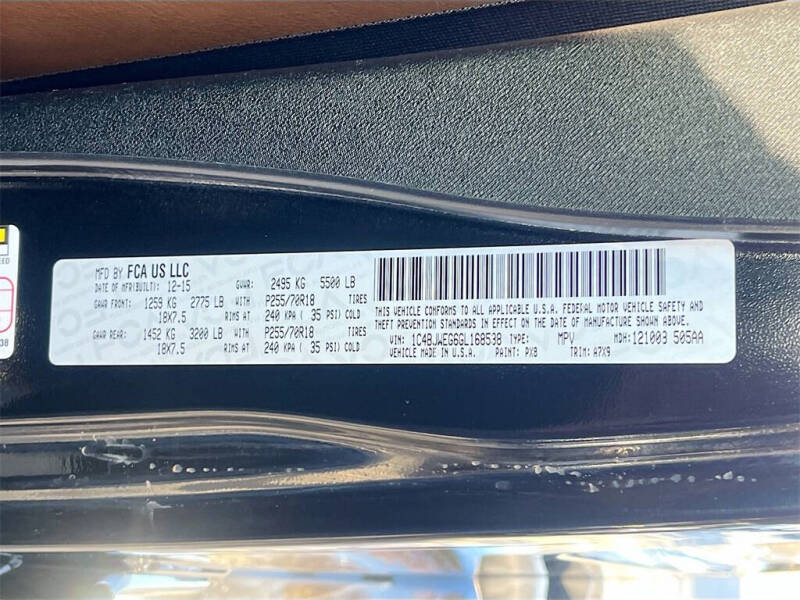 MFD BY FCA US LLC
DATE OF MFR(BUILT): 12-15 GVWR: 2495 KG 5500 LB
GAWR FRONT: 1259 KG 2775 LB WITH P255/70R18 TIRES
18X7.5 RIMS AT 240 KPA ( 35 PSI) COLD
GAWR REAR: 1452 KG 3200 LB WITH P255/70R18 TIRES
18X7.5 RIMS AT 240 KPA ( 35 PSI) COLD
THIS VEHICLE CONFORMS TO ALL APPLICABLE U.S.A. FEDERAL MOTOR VEHICLE SAFETY AND
THEFT PREVENTION STANDARDS IN EFFECT ON THE DATE OF MANUFACTURE SHOWN ABOVE.
VIN: 1C4BJWEG6GL168538 TYPE: MPV MDH: 121003 505AA
MADE IN U.S.A. PAINT: PX8 TRIM: A7X9
EED
38